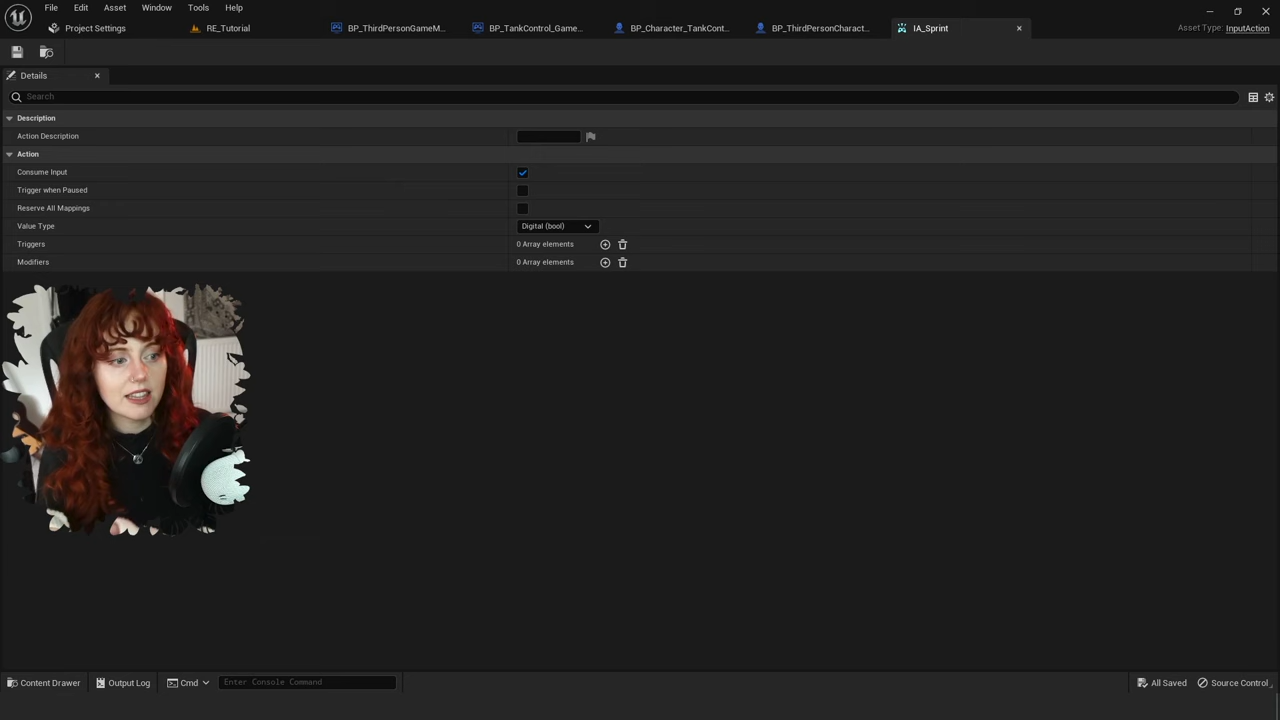 File Edit Asset Window Tools Help
Project Settings RE_Tutorial BP_ThirdPersonGameM... BP_TankControl_Game... BP_Character_TankCont... BP_ThirdPersonCharact... IA_Sprint Asset Type: InputAction
Details
Search
Description
Action Description
Action
Consume Input
Trigger when Paused
Reserve All Mappings
Value Type Digital (bool)
Triggers 0 Array elements
Modifiers 0 Array elements
Content Drawer Output Log Cmd Enter Console Command All Saved Source Control